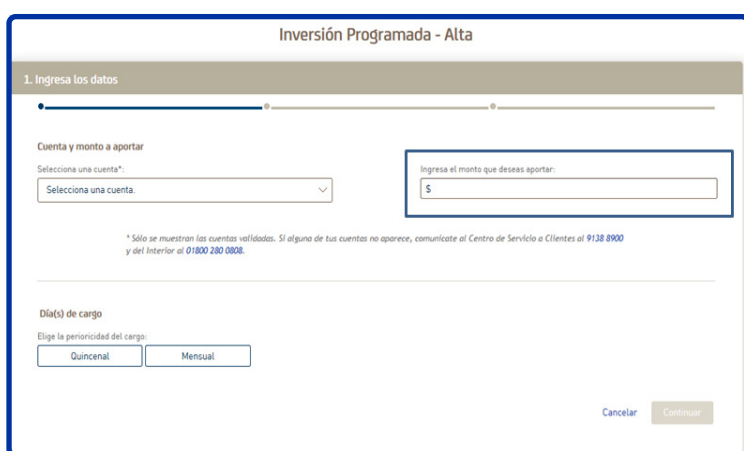 Inversión Programada - Alta
1. Ingresa los datos
Cuenta y monto a aportar
Selecciona una cuenta*:
Selecciona una cuenta.
Ingresa el monto que deseas aportar:
$
* Sólo se muestran las cuentas validadas. Si alguna de tus cuentas no aparece, comunícate al Centro de Servicio a Clientes al 9138 8900
y del Interior al 01800 280 0808.
Día(s) de cargo
Elige la perioricidad del cargo:
Quincenal Mensual
Cancelar Continuar